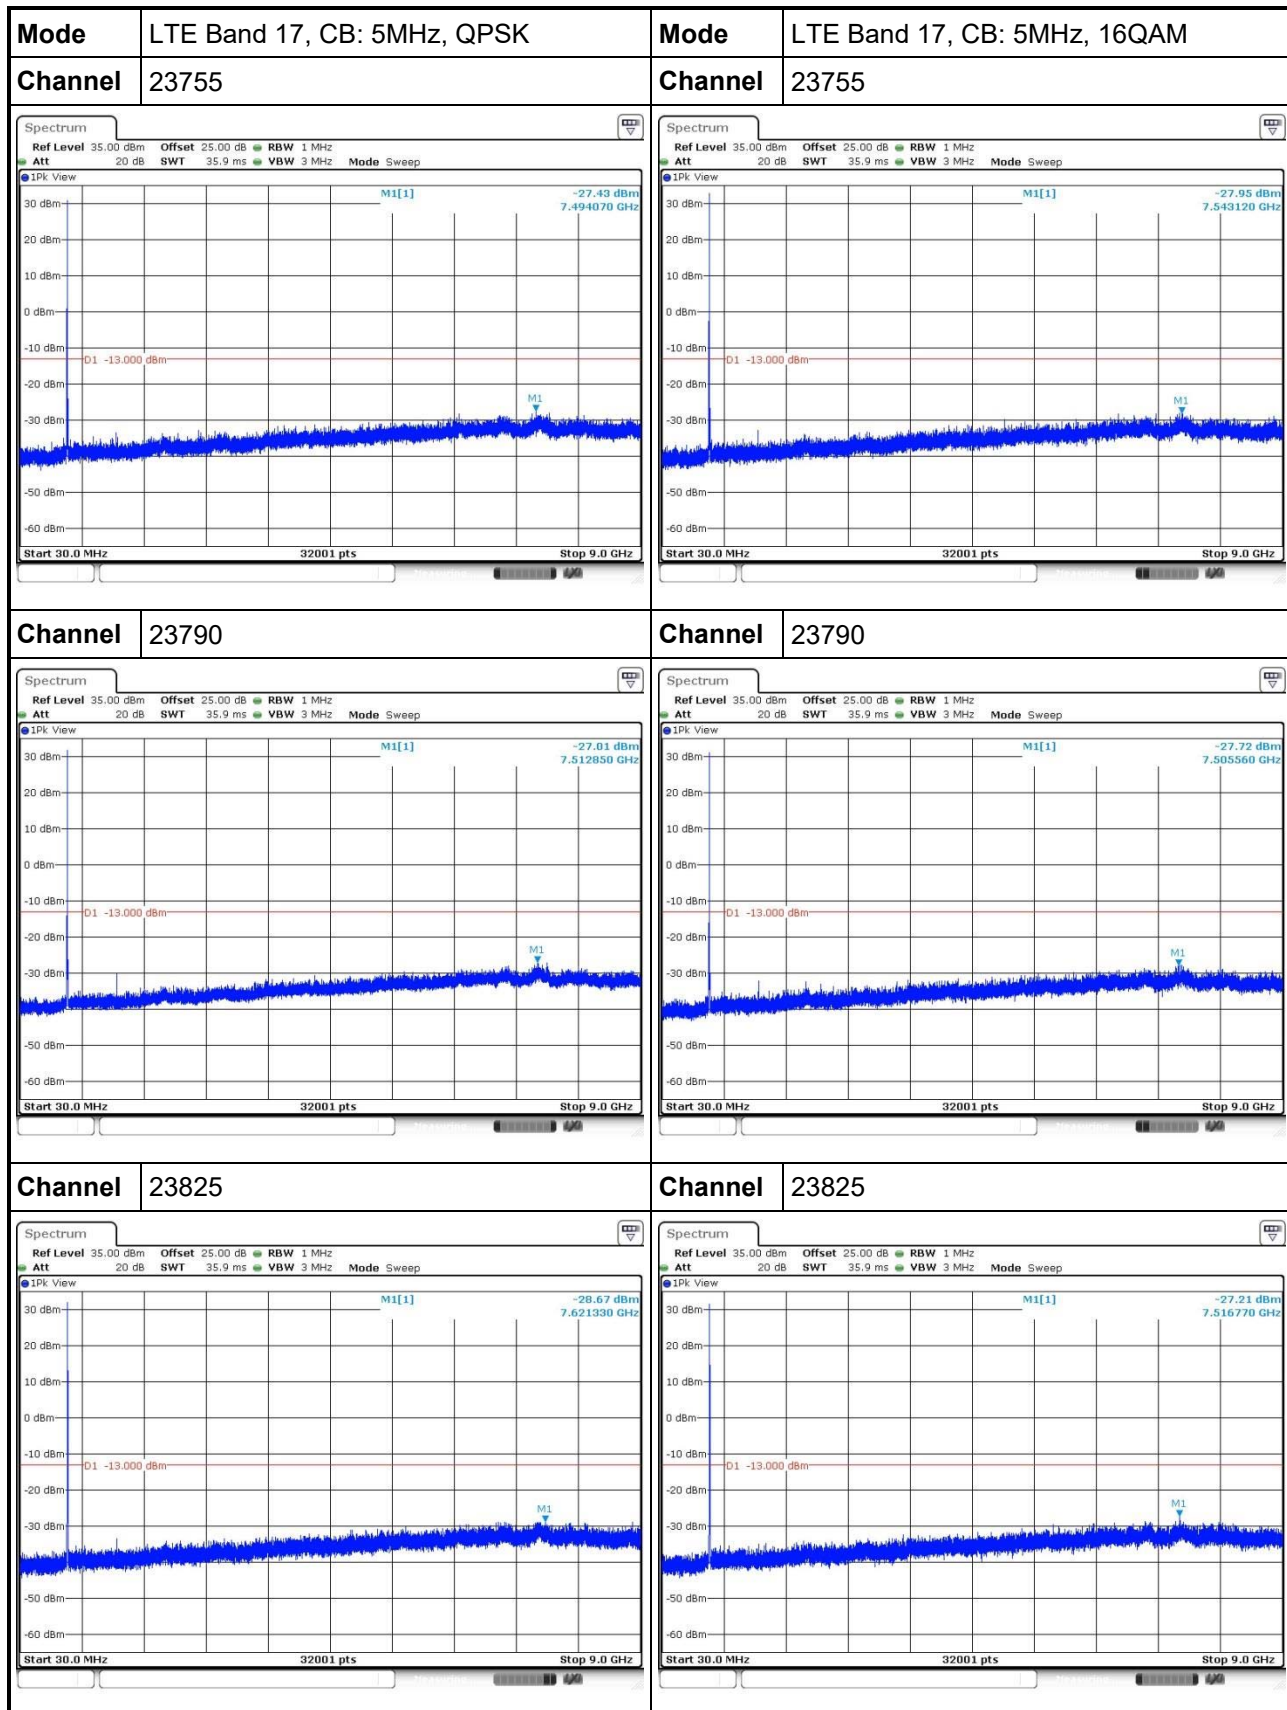 Mode LTE Band 17, CB: 5MHz, QPSK Mode LTE Band 17, CB: 5MHz, 16QAM
Channel 23755 Channel 23755
Spectrum
Ref Level 35.00 dBm Offset 25.00 dB RBW 1 MHz
Att 20 dB SWT 35.9 ms VBW 3 MHz Mode Sweep
1Pk View
M1[1] -27.43 dBm
7.494070 GHz
30 dBm
20 dBm
10 dBm
0 dBm
-10 dBm
D1 -13.000 dBm
-20 dBm
M1
-30 dBm
-50 dBm
-60 dBm
Start 30.0 MHz 32001 pts Stop 9.0 GHz
Spectrum
Ref Level 35.00 dBm Offset 25.00 dB RBW 1 MHz
Att 20 dB SWT 35.9 ms VBW 3 MHz Mode Sweep
1Pk View
M1[1] -27.95 dBm
7.543120 GHz
30 dBm
20 dBm
10 dBm
0 dBm
-10 dBm
D1 -13.000 dBm
-20 dBm
M1
-30 dBm
-50 dBm
-60 dBm
Start 30.0 MHz 32001 pts Stop 9.0 GHz
Channel 23790 Channel 23790
Spectrum
Ref Level 35.00 dBm Offset 25.00 dB RBW 1 MHz
Att 20 dB SWT 35.9 ms VBW 3 MHz Mode Sweep
1Pk View
M1[1] -27.01 dBm
7.512850 GHz
30 dBm
20 dBm
10 dBm
0 dBm
-10 dBm
D1 -13.000 dBm
-20 dBm
M1
-30 dBm
-50 dBm
-60 dBm
Start 30.0 MHz 32001 pts Stop 9.0 GHz
Spectrum
Ref Level 35.00 dBm Offset 25.00 dB RBW 1 MHz
Att 20 dB SWT 35.9 ms VBW 3 MHz Mode Sweep
1Pk View
M1[1] -27.72 dBm
7.505560 GHz
30 dBm
20 dBm
10 dBm
0 dBm
-10 dBm
D1 -13.000 dBm
-20 dBm
M1
-30 dBm
-50 dBm
-60 dBm
Start 30.0 MHz 32001 pts Stop 9.0 GHz
Channel 23825 Channel 23825
Spectrum
Ref Level 35.00 dBm Offset 25.00 dB RBW 1 MHz
Att 20 dB SWT 35.9 ms VBW 3 MHz Mode Sweep
1Pk View
M1[1] -28.67 dBm
7.621330 GHz
30 dBm
20 dBm
10 dBm
0 dBm
-10 dBm
D1 -13.000 dBm
-20 dBm
M1
-30 dBm
-50 dBm
-60 dBm
Start 30.0 MHz 32001 pts Stop 9.0 GHz
Spectrum
Ref Level 35.00 dBm Offset 25.00 dB RBW 1 MHz
Att 20 dB SWT 35.9 ms VBW 3 MHz Mode Sweep
1Pk View
M1[1] -27.21 dBm
7.516770 GHz
30 dBm
20 dBm
10 dBm
0 dBm
-10 dBm
D1 -13.000 dBm
-20 dBm
M1
-30 dBm
-50 dBm
-60 dBm
Start 30.0 MHz 32001 pts Stop 9.0 GHz